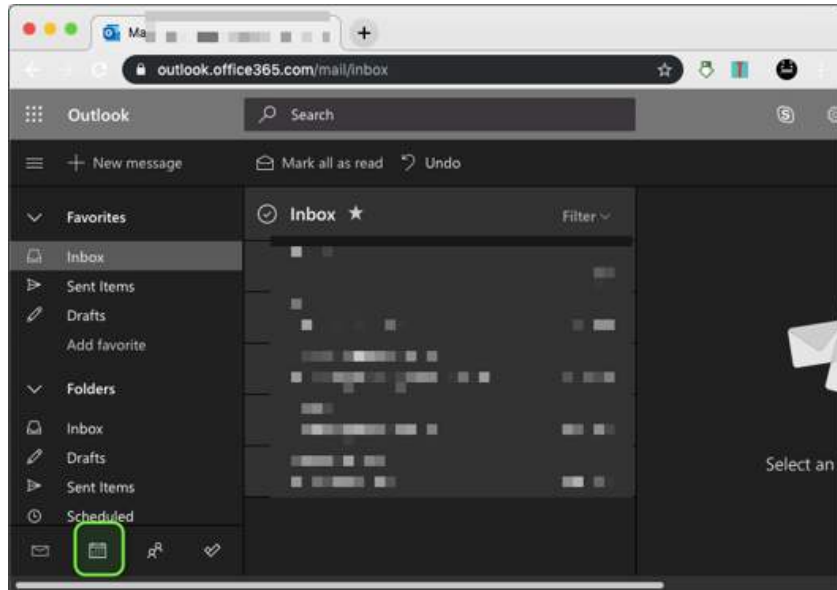 Ma
outlook.office365.com/mail/inbox
Outlook
Search
New message
Mark all as read
Undo
Favorites
Inbox
Sent Items
Drafts
Add favorite
Folders
Inbox
Drafts
Sent Items
Scheduled
Inbox
Filter
Select an